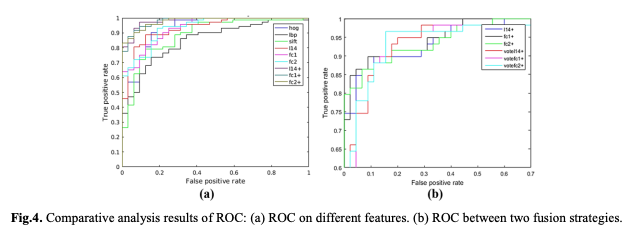 1
0.9
0.8
0.7
0.6
0.5
0.4
0.3
0.2
0.1
0
0 0.2 0.4 0.6 0.8 1
True positive rate
False positive rate
hog
lbp
sift
l14
fc1
fc2
l14+
fc1+
fc2+
(a)
1
0.95
0.9
0.85
0.8
0.75
0.7
0.65
0.6
0 0.1 0.2 0.3 0.4 0.5 0.6 0.7
True positive rate
False positive rate
l14+
fc1+
fc2+
votel14+
votefc1+
votefc2+
(b)
Fig.4. Comparative analysis results of ROC: (a) ROC on different features. (b) ROC between two fusion strategies.